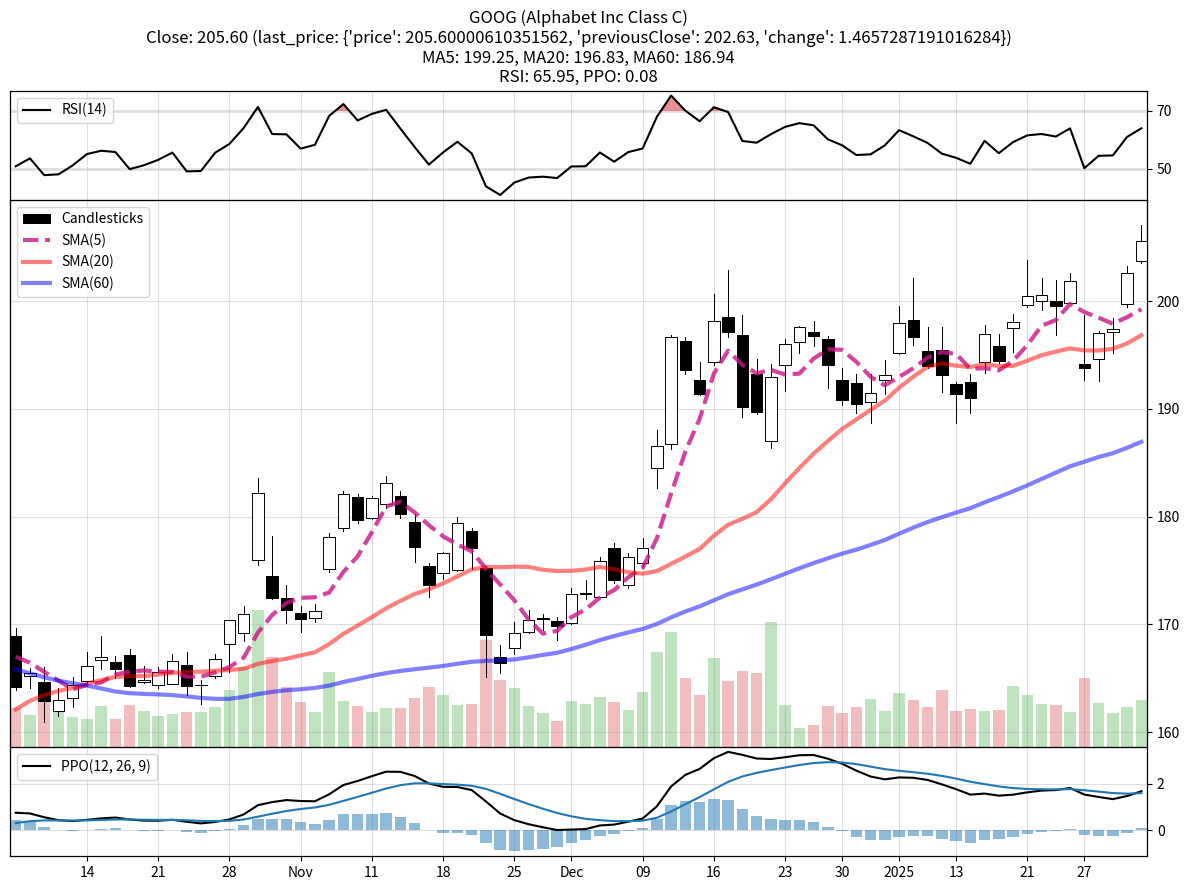 GOOG (Alphabet Inc Class C)
Close: 205.60 (last_price: {'price': 205.60000610351562, 'previousClose': 202.63, 'change': 1.4657287191016284})
MA5: 199.25, MA20: 196.83, MA60: 186.94
RSI: 65.95, PPO: 0.08
RSI(14)
70
50
Candlesticks
SMA(5)
SMA(20)
SMA(60)
200
190
180
170
160
PPO(12, 26, 9)
2
0
14 21 28 Nov 11 18 25 Dec 09 16 23 30 2025 13 21 27